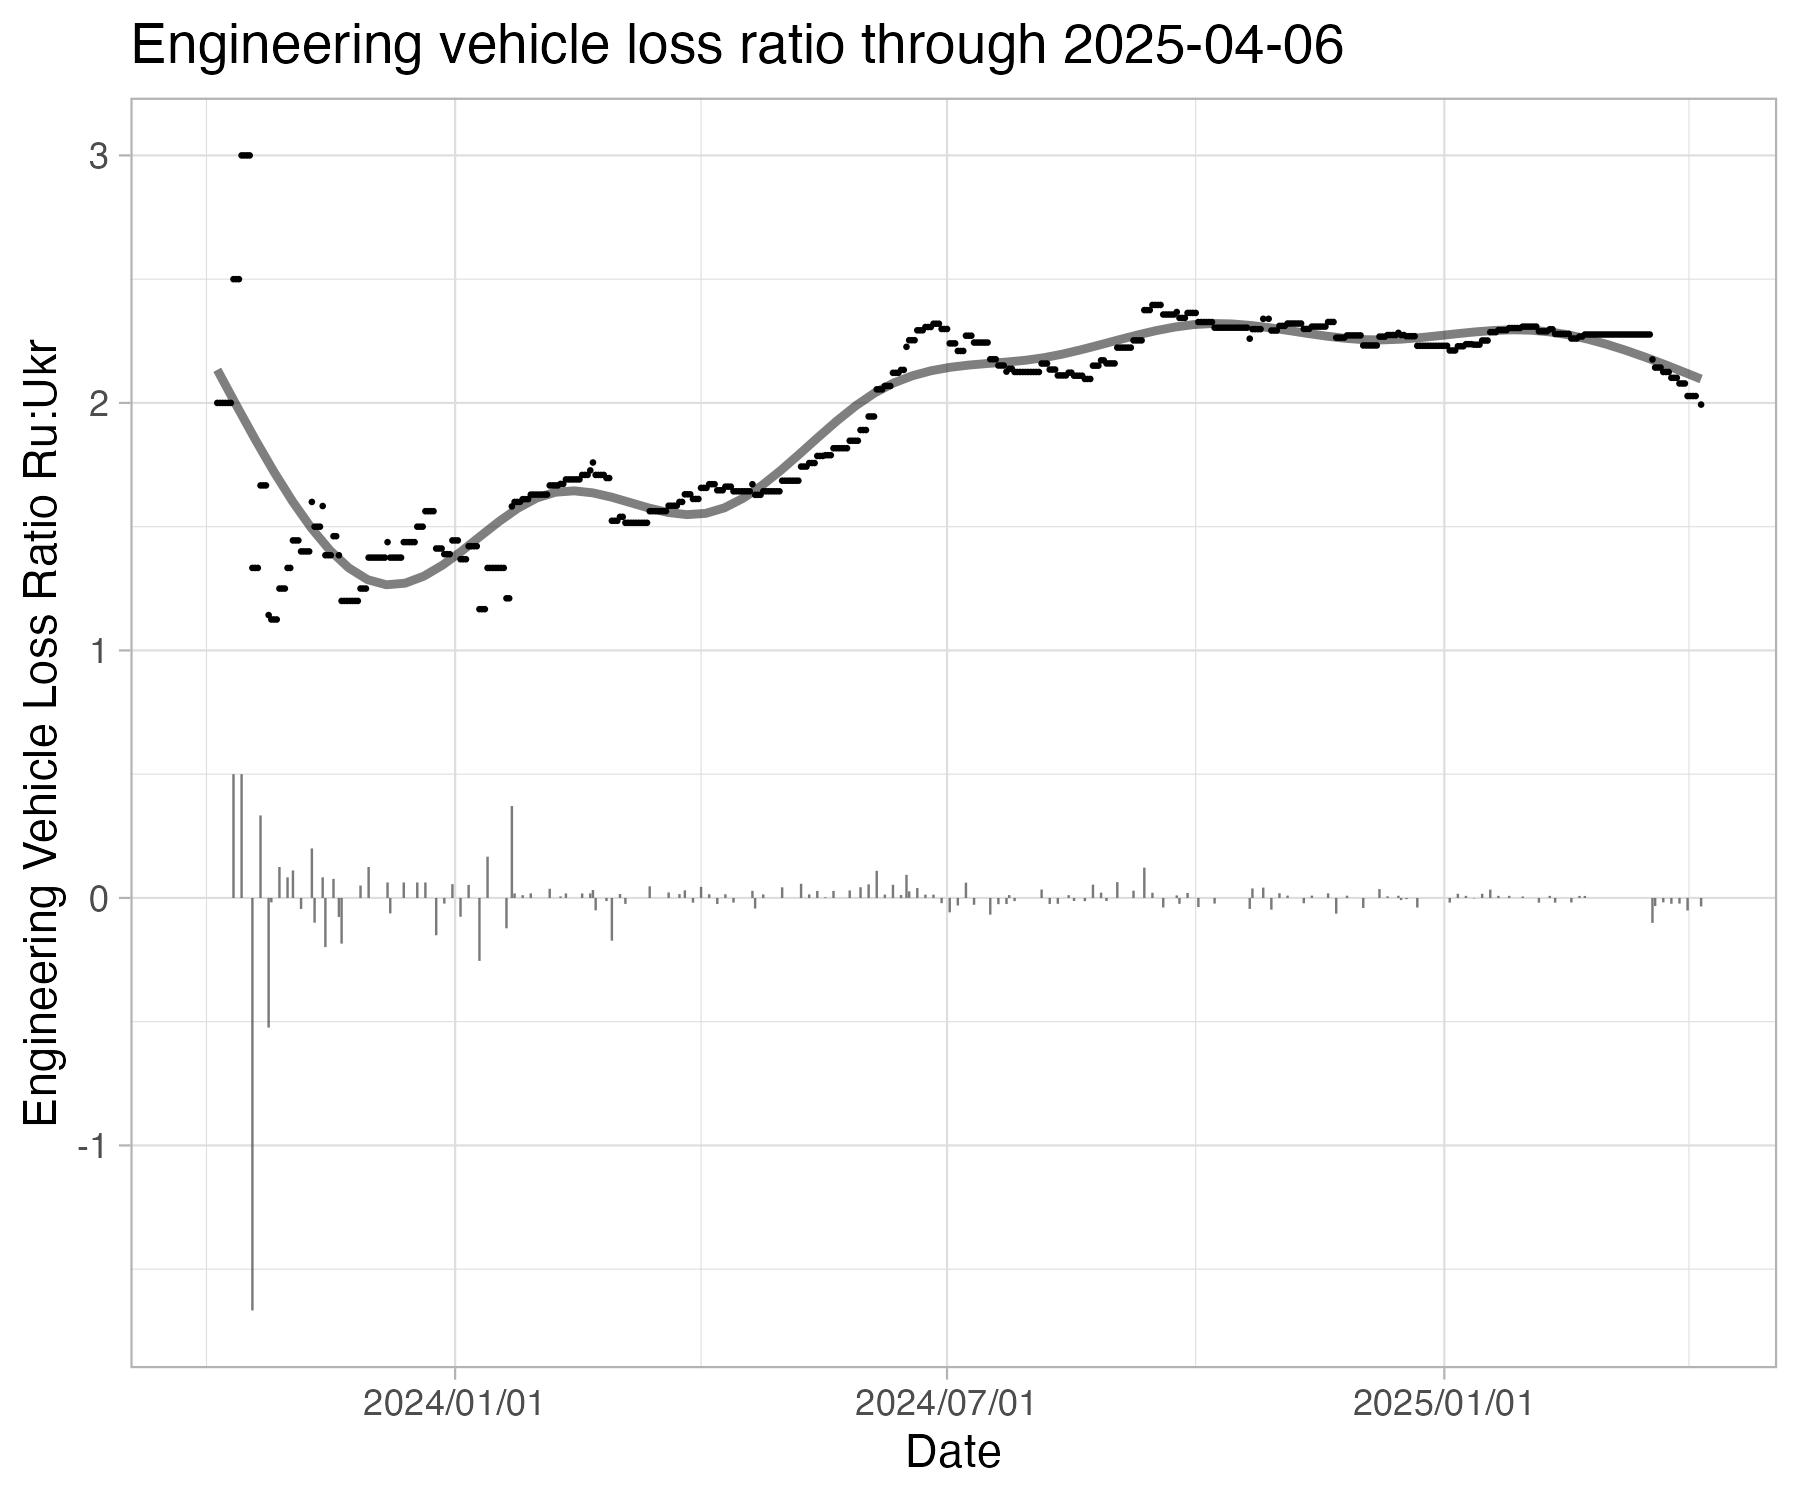 Engineering vehicle loss ratio through 2025-04-06
Engineering Vehicle Loss Ratio Ru:Ukr
3
2
1
0
-1
2024/01/01
2024/07/01
2025/01/01
Date